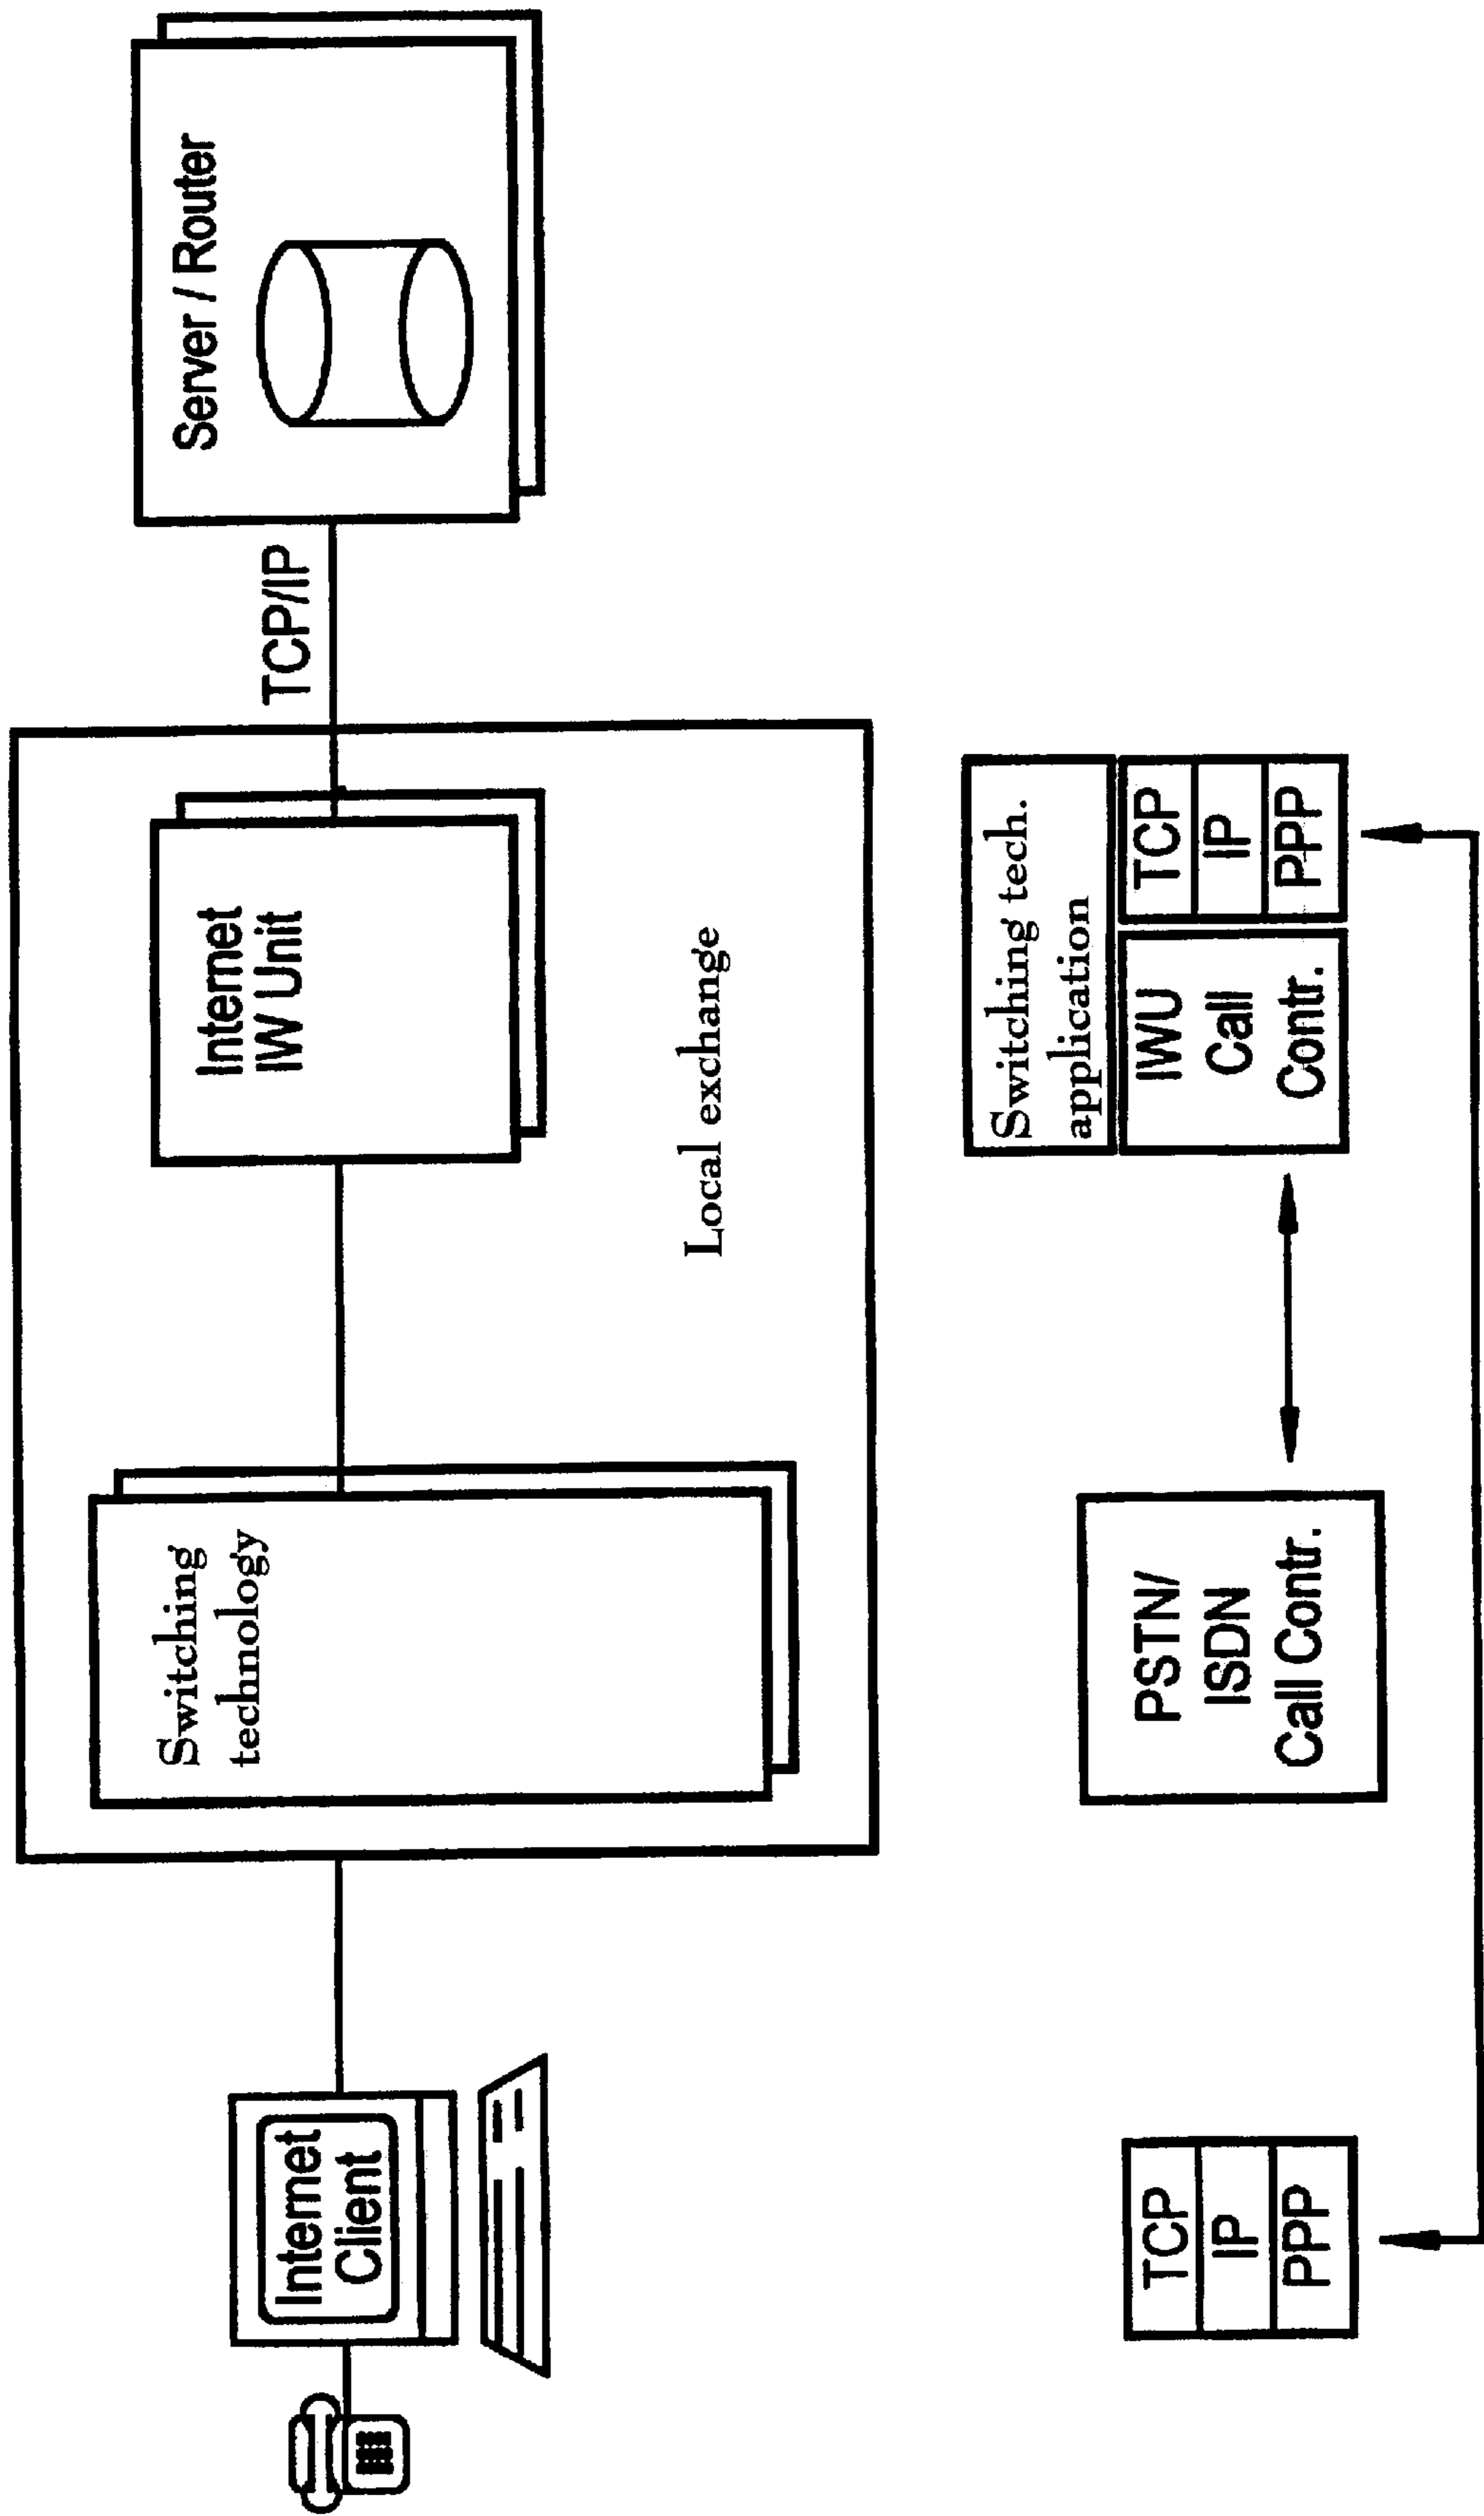 Internet
Client
Switching
technology
Internet
IW Unit
Local exchange
TCP/IP
Server / Router
TCP
IP
PPP
PSTN/
ISDN
Call Contr.
Switching tech.
application
IWU
Call
Contr.
TCP
IP
PPP